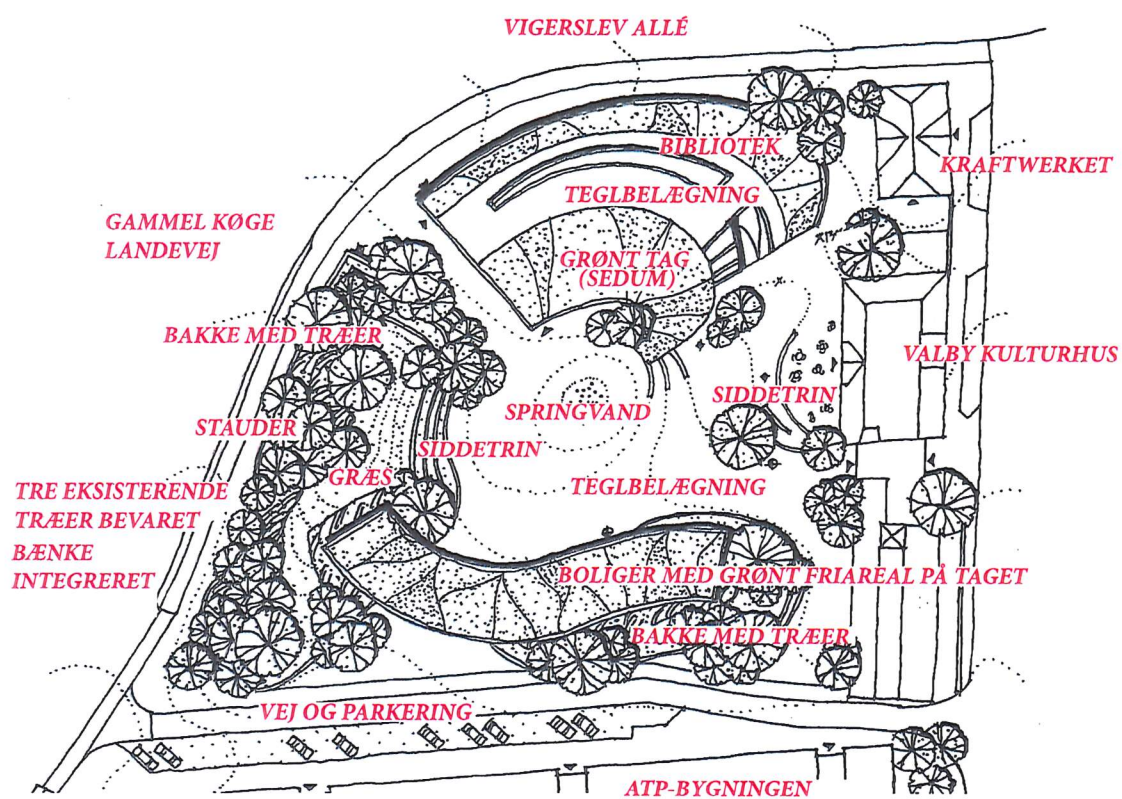 VIGERSLEV ALLÉ
BIBLIOTEK
KRAFTWERKET
TEGLBELÆGNING
GAMMEL KØGE
LANDEVEJ
GRØNT TAG
(SEDUM)
BAKKE MED TRÆER
VALBY KULTURHUS
SIDDETRIN
SPRINGVAND
STAUDER
SIDDETRIN
GRÆS
TEGLBELÆGNING
TRE EKSISTERENDE
TRÆER BEVARET
BÆNKE
INTEGRERET
BOLIGER MED GRØNT FRIAREAL PÅ TAGET
BAKKE MED TRÆER
VEJ OG PARKERING
ATP-BYGNINGEN